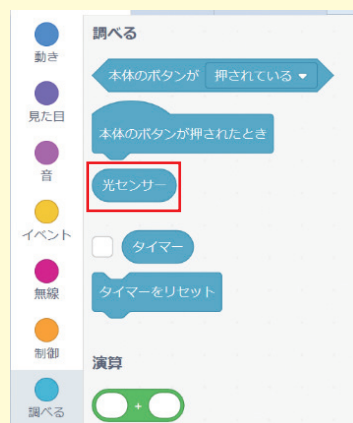 動き
見た目
音
イベント
無線
制御
調べる
調べる
本体のボタンが 押されている
本体のボタンが押されたとき
光センサー
タイマー
タイマーをリセット
演算
+